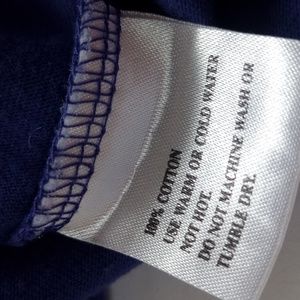 100% COTTON
USE WARM OR COLD WATER
NOT HOT.
DO NOT MACHINE WASH OR
TUMBLE DRY.